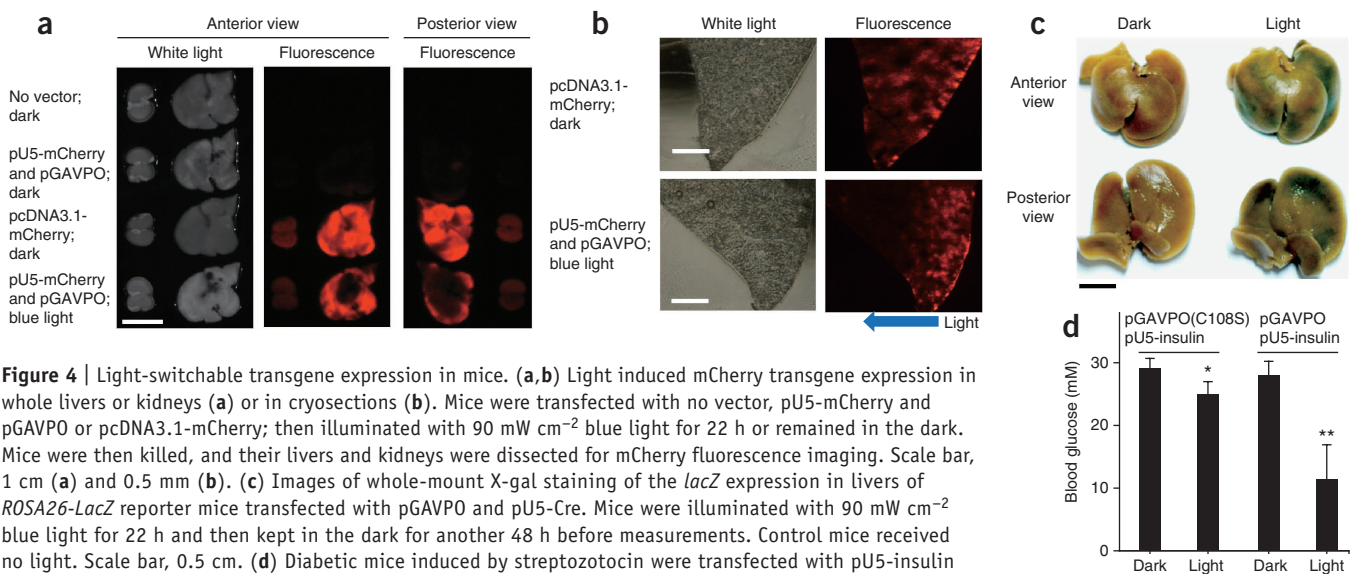 a
Anterior view
Posterior view
White light
Fluorescence
Fluorescence
No vector;
dark
pU5-mCherry
and pGAVPO;
dark
pcDNA3.1-
mCherry;
dark
pU5-mCherry
and pGAVPO;
blue light
b
White light
Fluorescence
pcDNA3.1-
mCherry;
dark
pU5-mCherry
and pGAVPO;
blue light
Light
c
Dark
Light
Anterior
view
Posterior
view
d
pGAVPO(C108S)
pU5-insulin
pGAVPO
pU5-insulin
Blood glucose (mM)
30
20
10
0
*
**
Dark
Light
Dark
Light
Figure 4 | Light-switchable transgene expression in mice. (a,b) Light induced mCherry transgene expression in
whole livers or kidneys (a) or in cryosections (b). Mice were transfected with no vector, pU5-mCherry and
pGAVPO or pcDNA3.1-mCherry; then illuminated with 90 mW cm−2 blue light for 22 h or remained in the dark.
Mice were then killed, and their livers and kidneys were dissected for mCherry fluorescence imaging. Scale bar,
1 cm (a) and 0.5 mm (b). (c) Images of whole-mount X-gal staining of the lacZ expression in livers of
ROSA26-LacZ reporter mice transfected with pGAVPO and pU5-Cre. Mice were illuminated with 90 mW cm−2
blue light for 22 h and then kept in the dark for another 48 h before measurements. Control mice received
no light. Scale bar, 0.5 cm. (d) Diabetic mice induced by streptozotocin were transfected with pU5-insulin